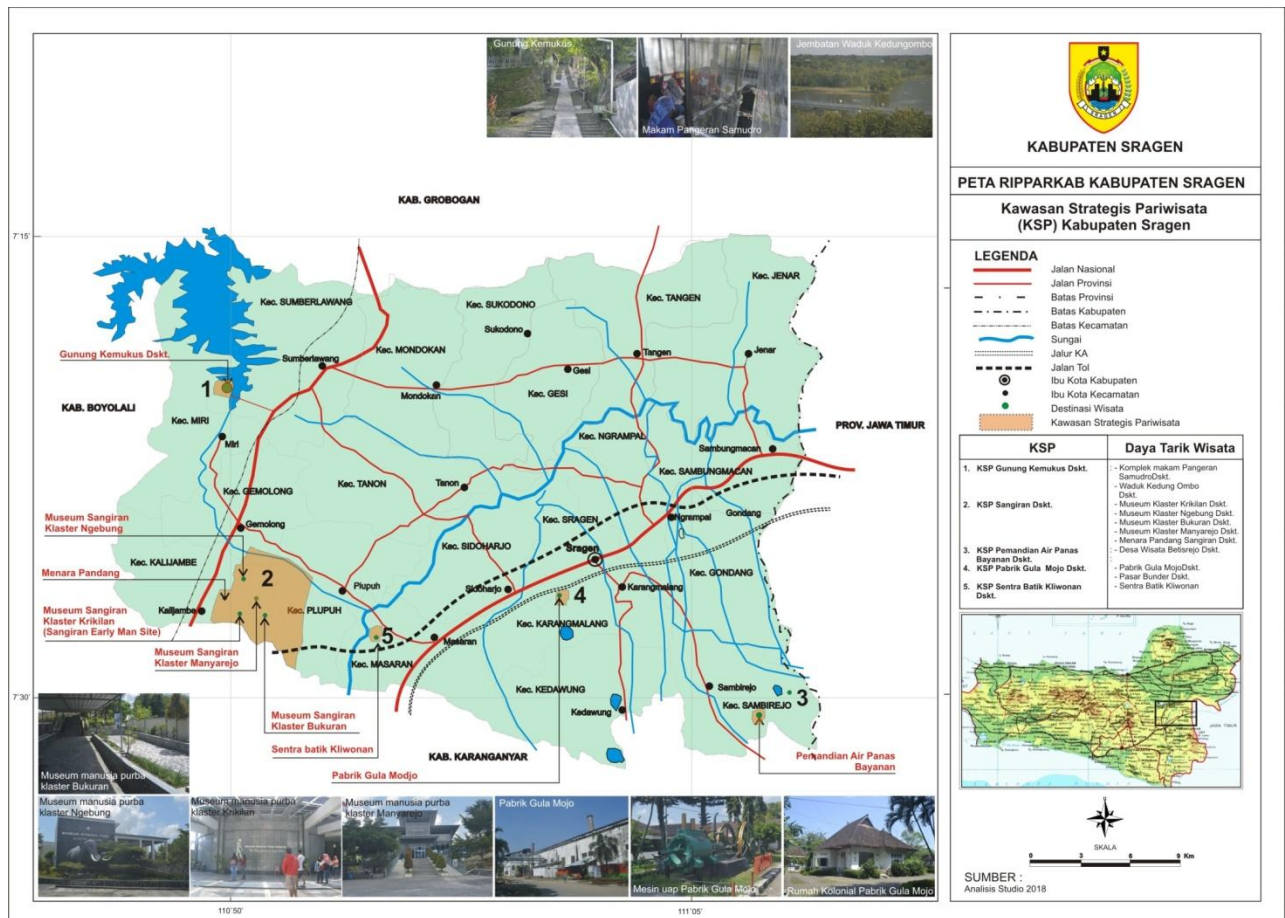 Gunung Kemukus
Makam Pangeran Samudro
Jembatan Waduk Kedungombo
KAB. GROBOGAN
7°15'
Kec. JENAR
Kec. SUMBERLAWANG
Kec. SUKODONO
Kec. TANGEN
Sukodono
Kec. MONDOKAN
Tangen
Jenar
Gunung Kemukus Dskt.
Sumberlawang
Gesi
1
Mondokan
Kec. GESI
KAB. BOYOLALI
Kec. MIRI
PROV. JAWA TIMUR
Miri
Kec. NGRAMPAL
Sambungmacan
Kec. SAMBUNGMACAN
Kec. GEMOLONG
Kec. TANON
Tanon
Museum Sangiran
Klaster Ngebung
Gemolong
Kec. SRAGEN
Ngrampal
Gondang
Kec. SIDOHARJO
Sragen
Kec. KALIJAMBE
2
Kec. GONDANG
Menara Pandang
Plupuh
Sidoharjo
Karangmalang
Kalijambe
Kec. PLUPUH
4
Museum Sangiran
Klaster Krikilan
(Sangiran Early Man Site)
Kec. KARANGMALANG
5
Masaran
Museum Sangiran
Klaster Manyarejo
Kec. MASARAN
7°30'
Kec. KEDAWUNG
Sambirejo
3
Kec. SAMBIREJO
Kedawung
Museum Sangiran
Klaster Bukuran
Sentra batik Kliwonan
KAB. KARANGANYAR
Pemandian Air Panas
Bayanan
Pabrik Gula Modjo
Museum manusia purba
klaster Bukuran
Museum manusia purba
klaster Ngebung
Museum manusia purba
klaster Krikilan
Museum manusia purba
klaster Manyarejo
Pabrik Gula Mojo
Mesin uap Pabrik Gula Mojo
Rumah Kolonial Pabrik Gula Mojo
110°50'
111°05'
KABUPATEN SRAGEN
PETA RIPPARKAB KABUPATEN SRAGEN
Kawasan Strategis Pariwisata
(KSP) Kabupaten Sragen
LEGENDA
Jalan Nasional
Jalan Provinsi
Batas Provinsi
Batas Kabupaten
Batas Kecamatan
Sungai
Jalur KA
Jalan Tol
Ibu Kota Kabupaten
Ibu Kota Kecamatan
Destinasi Wisata
Kawasan Strategis Pariwisata
KSP
Daya Tarik Wisata
1. KSP Gunung Kemukus Dskt.
: - Komplek makam Pangeran
SamudroDskt.
- Waduk Kedung Ombo
Dskt.
2. KSP Sangiran Dskt.
- Museum Klaster Krikilan Dskt.
- Museum Klaster Ngebung Dskt.
- Museum Klaster Bukuran Dskt.
- Museum Klaster Manyarejo Dskt.
- Menara Pandang Sangiran Dskt.
3 KSP Pemandian Air Panas
Bayanan Dskt.
: - Desa Wisata Betisrejo Dskt.
:
4. KSP Pabrik Gula Mojo Dskt.
- Pabrik Gula MojoDskt.
- Pasar Bunder Dskt.
5. KSP Sentra Batik Kliwonan
Dskt.
- Sentra Batik Kliwonan
JAWA TIMUR
U
SKALA
0 3 6 9 Km
SUMBER :
Analisis Studio 2018